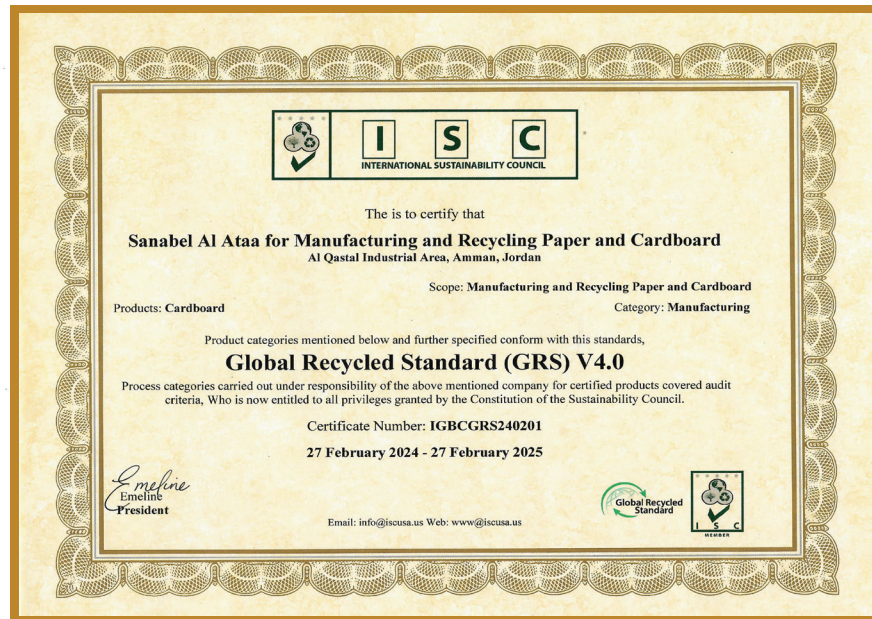 I S C
INTERNATIONAL SUSTAINABILITY COUNCIL
The is to certify that
Sanabel Al Ataa for Manufacturing and Recycling Paper and Cardboard
Al Qastal Industrial Area, Amman, Jordan
Scope: Manufacturing and Recycling Paper and Cardboard
Products: Cardboard
Category: Manufacturing
Product categories mentioned below and further specified conform with this standards,
Global Recycled Standard (GRS) V4.0
Process categories carried out under responsibility of the above mentioned company for certified products covered audit
criteria, Who is now entitled to all privileges granted by the Constitution of the Sustainability Council.
Certificate Number: IGBCGRS240201
27 February 2024 - 27 February 2025
Emeline
Emeline
President
Email: info@iscusa.us Web: www@iscusa.us
Global Recycled
Standard
I S C
MEMBER